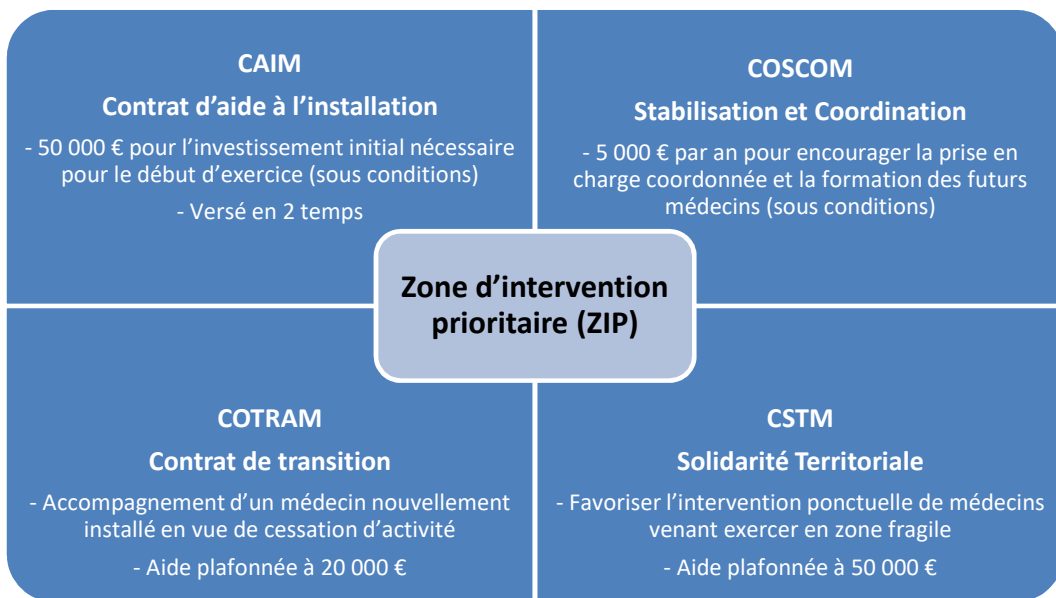 CAIM
Contrat d'aide à l'installation
- 50 000 € pour l'investissement initial nécessaire
pour le début d'exercice (sous conditions)
- Versé en 2 temps
COSCOM
Stabilisation et Coordination
- 5 000 € par an pour encourager la prise en
charge coordonnée et la formation des futurs
médecins (sous conditions)
Zone d'intervention
prioritaire (ZIP)
COTRAM
Contrat de transition
- Accompagnement d'un médecin nouvellement
installé en vue de cessation d'activité
- Aide plafonnée à 20 000 €
CSTM
Solidarité Territoriale
- Favoriser l'intervention ponctuelle de médecins
venant exercer en zone fragile
- Aide plafonnée à 50 000 €